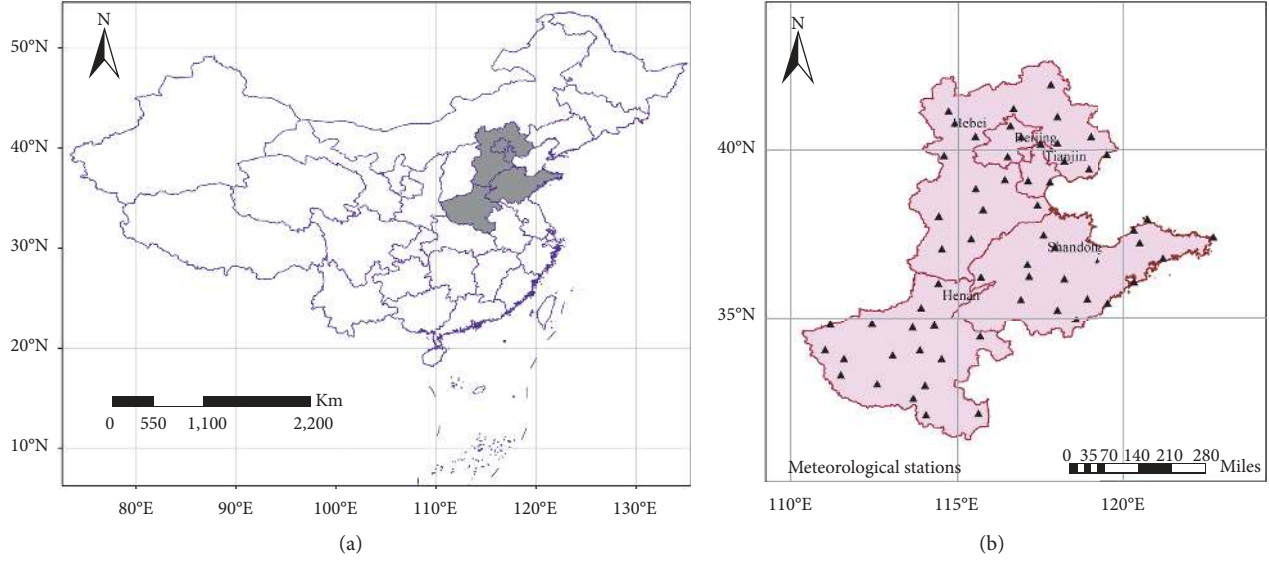 N
50°N
40°N
30°N
20°N
10°N
Km
0 550 1,100 2,200
80°E 90°E 100°E 110°E 120°E 130°E
(a)
N
Hebei
Beijing
40°N
Tianjin
Shandong
Henan
35°N
0 35 70 140 210 280
Meteorological stations
Miles
110°E 115°E 120°E
(b)